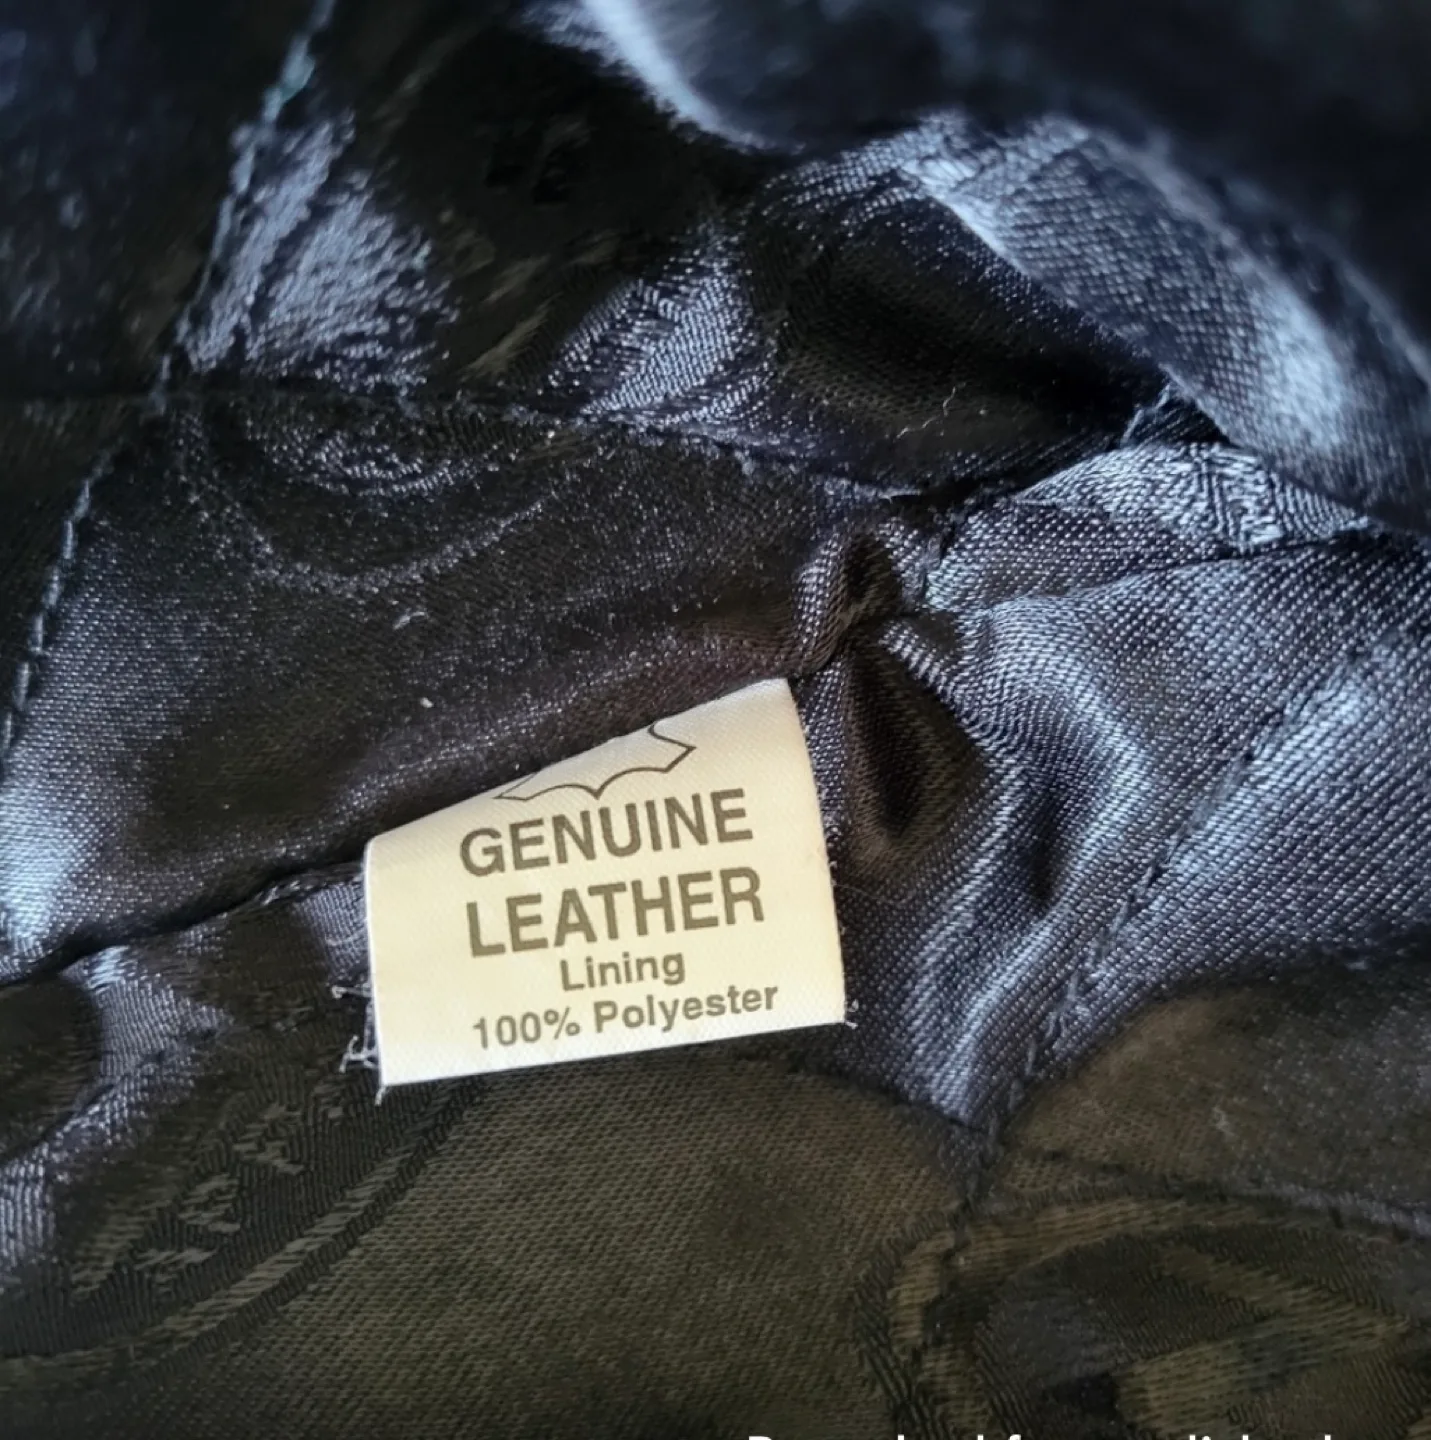 GENUINE
LEATHER
Lining
100% Polyester